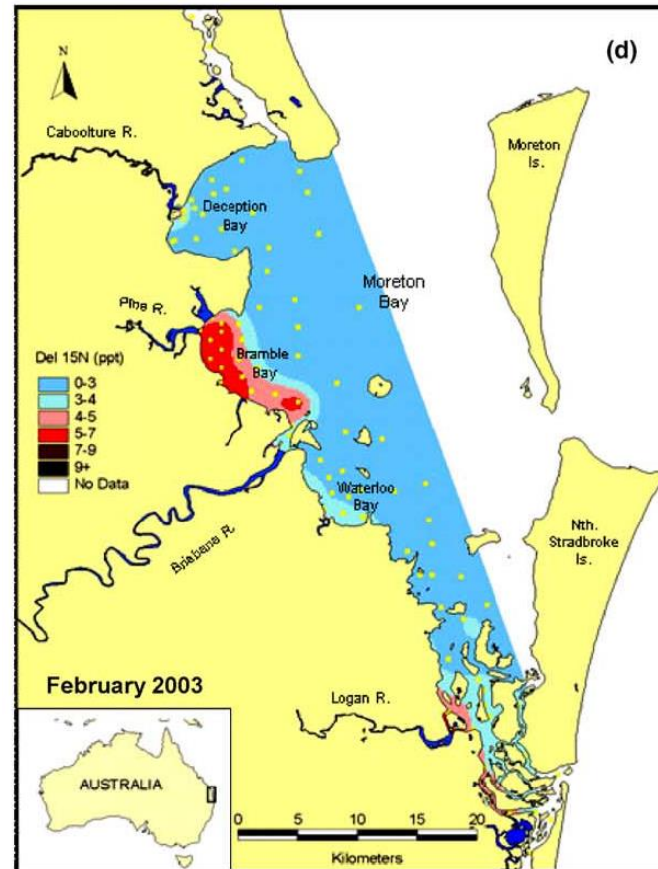 (d)
N
Caboolture R.
Moreton
Is.
Deception
Bay
Moreton
Bay
Pine R.
Del 15N (ppt)
0-3
3-4
4-5
5-7
7-9
9+
No Data
Bramble
Bay
Waterloo
Bay
Brisbane R.
Nth.
Stradbroke
Is.
February 2003
Logan R.
AUSTRALIA
0 5 10 15 20
Kilometers